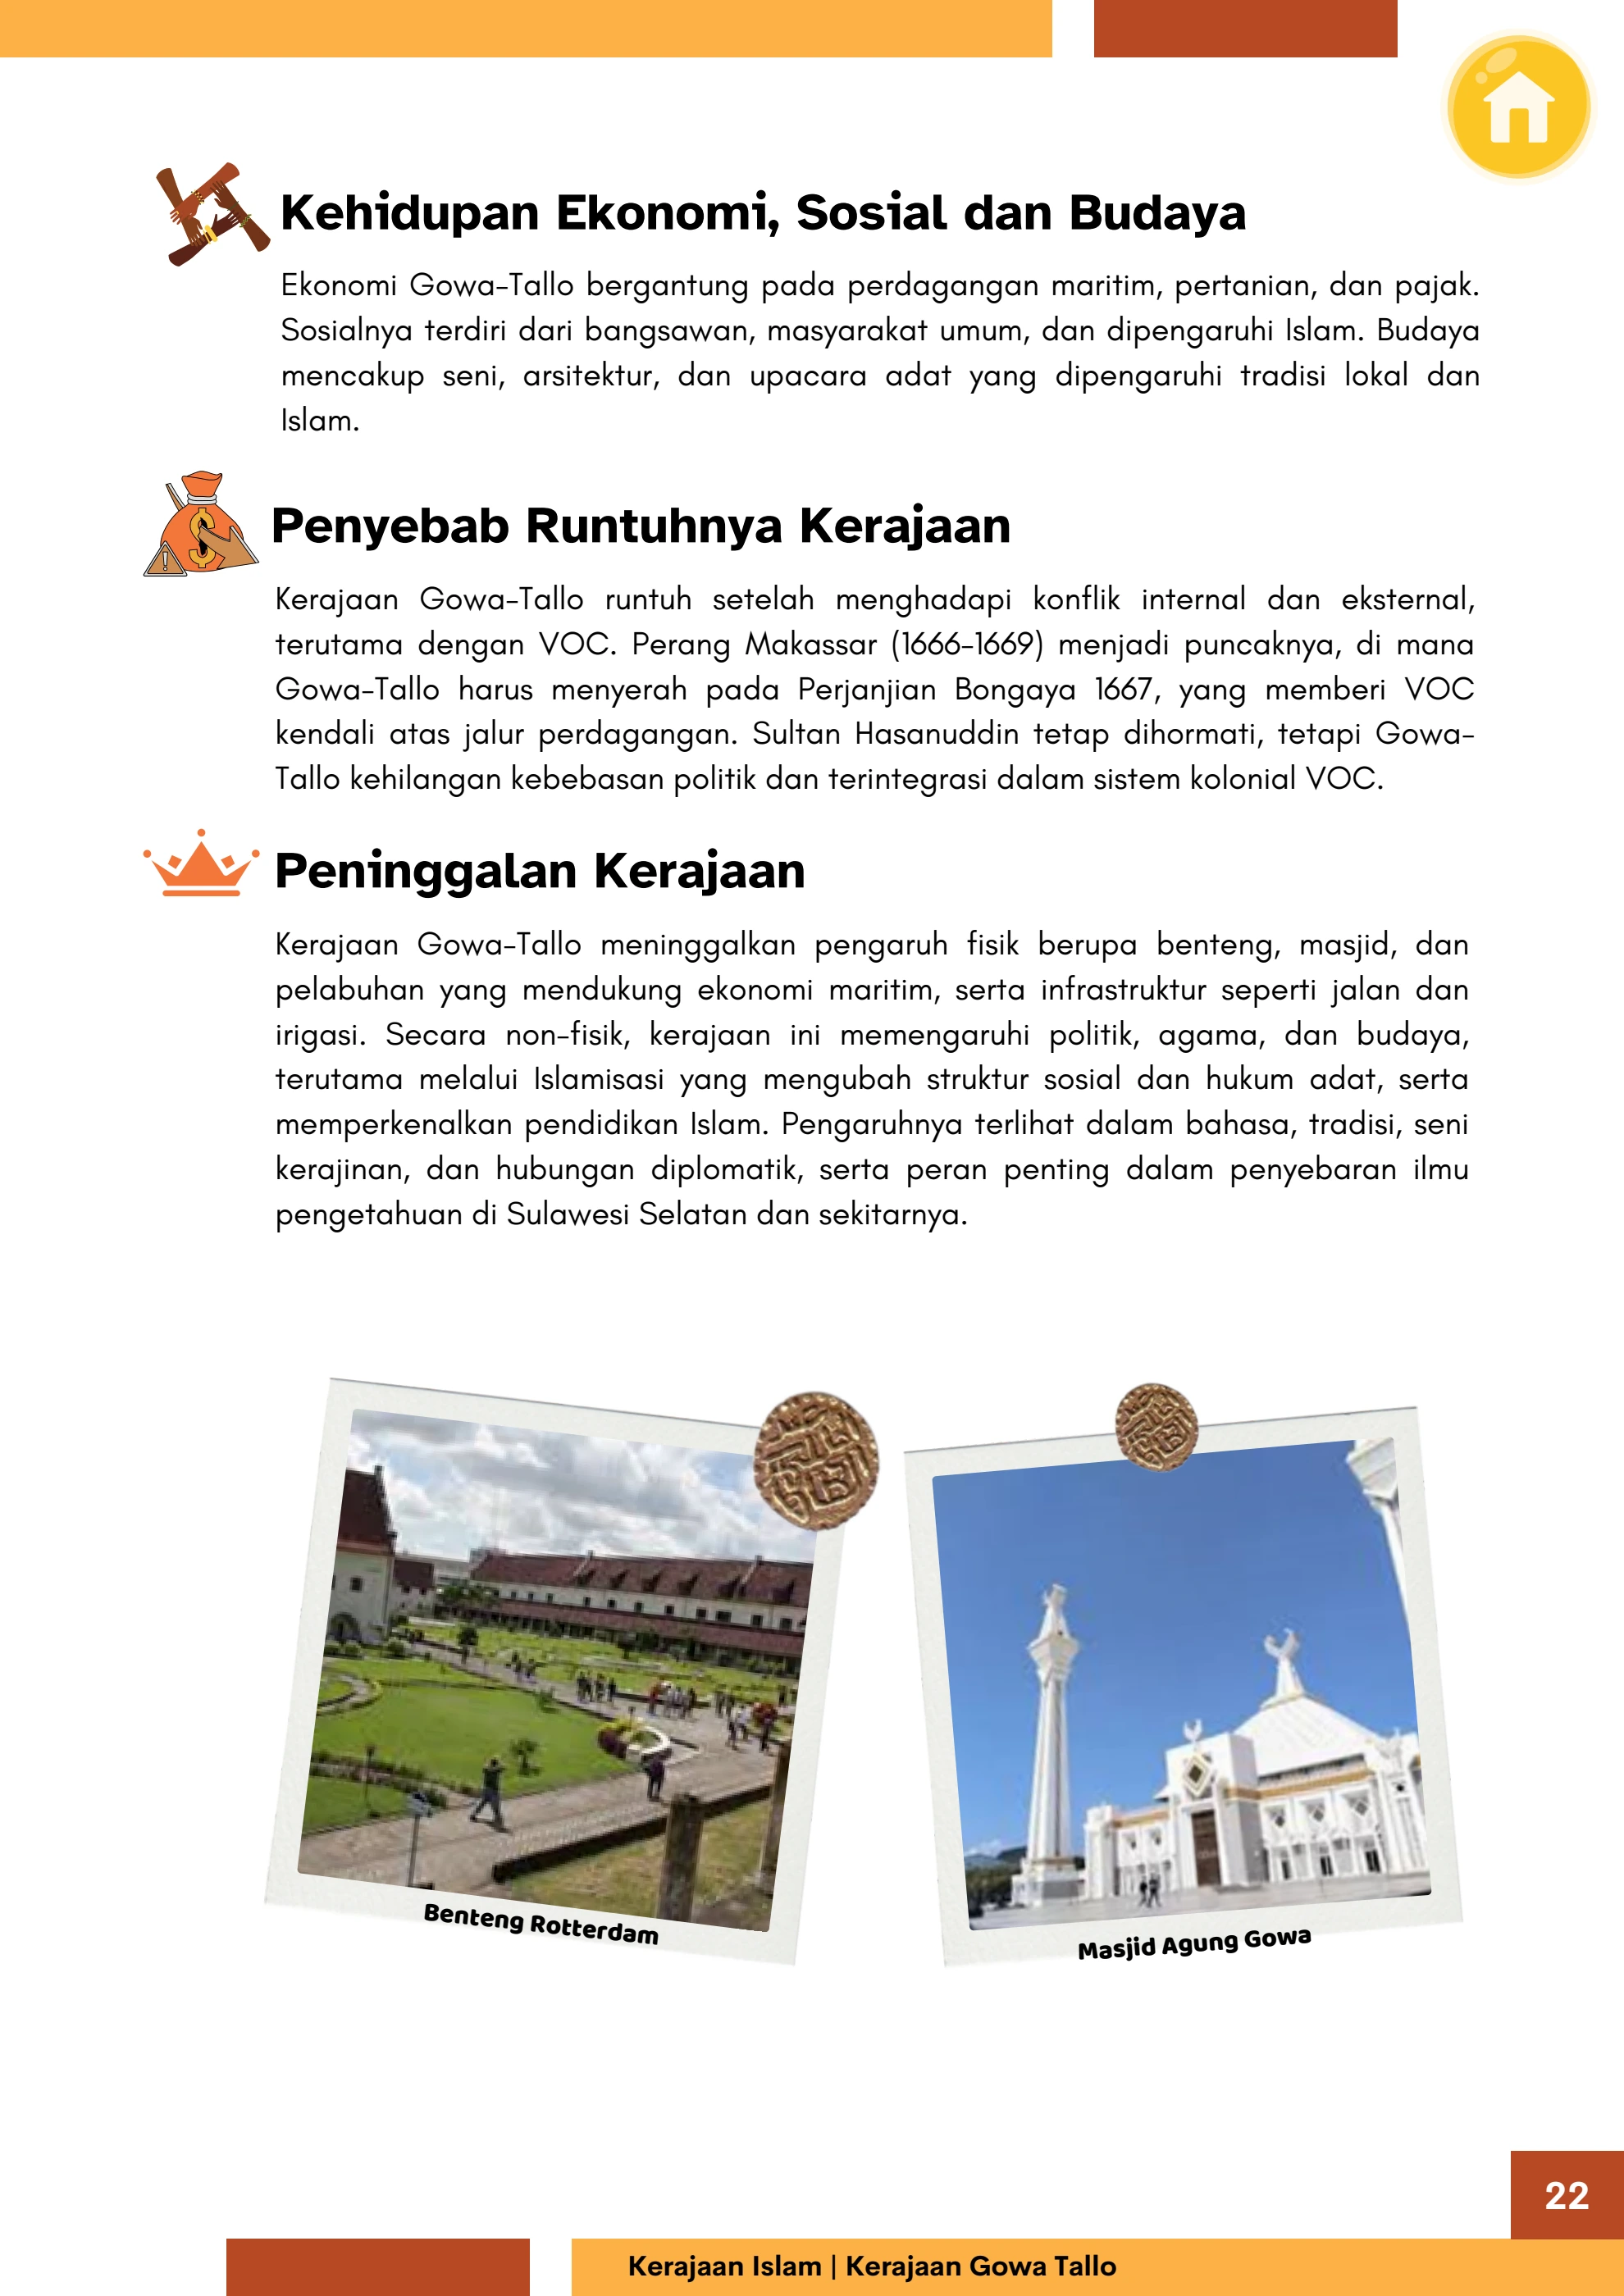 Kehidupan Ekonomi, Sosial dan Budaya
Ekonomi Gowa-Tallo bergantung pada perdagangan maritim, pertanian, dan pajak.
Sosialnya terdiri dari bangsawan, masyarakat umum, dan dipengaruhi Islam. Budaya
mencakup seni, arsitektur, dan upacara adat yang dipengaruhi tradisi lokal dan
Islam.
Penyebab Runtuhnya Kerajaan
Kerajaan Gowa-Tallo runtuh setelah menghadapi konflik internal dan eksternal,
terutama dengan VOC. Perang Makassar (1666-1669) menjadi puncaknya, di mana
Gowa-Tallo harus menyerah pada Perjanjian Bongaya 1667, yang memberi VOC
kendali atas jalur perdagangan. Sultan Hasanuddin tetap dihormati, tetapi Gowa-
Tallo kehilangan kebebasan politik dan terintegrasi dalam sistem kolonial VOC.
Peninggalan Kerajaan
Kerajaan Gowa-Tallo meninggalkan pengaruh fisik berupa benteng, masjid, dan
pelabuhan yang mendukung ekonomi maritim, serta infrastruktur seperti jalan dan
irigasi. Secara non-fisik, kerajaan ini memengaruhi politik, agama, dan budaya,
terutama melalui Islamisasi yang mengubah struktur sosial dan hukum adat, serta
memperkenalkan pendidikan Islam. Pengaruhnya terlihat dalam bahasa, tradisi, seni
kerajinan, dan hubungan diplomatik, serta peran penting dalam penyebaran ilmu
pengetahuan di Sulawesi Selatan dan sekitarnya.
Benteng Rotterdam
Masjid Agung Gowa
22
Kerajaan Islam | Kerajaan Gowa Tallo